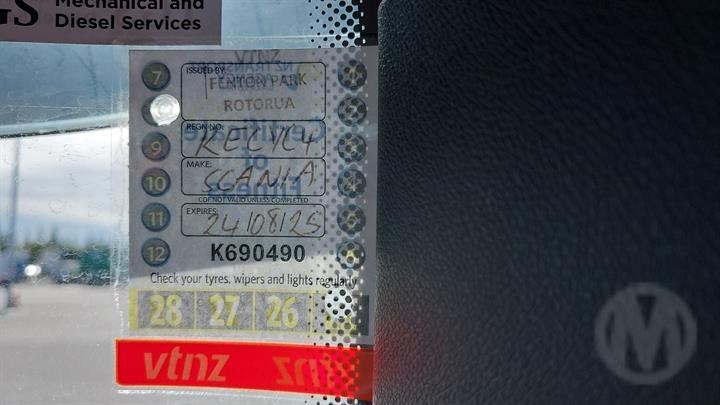 GS Mechanical and
Diesel Services
7 ISSUED BY
FENTON PARK
ROTORUA
9 REGN NO.
10 MAKE:
SCANIA
COF NOT VALID UNLESS COMPLETED
11 EXPIRES: 24/08/25
12 K690490
Check your tyres, wipers and lights regularly
28 27 26
vtnz
M